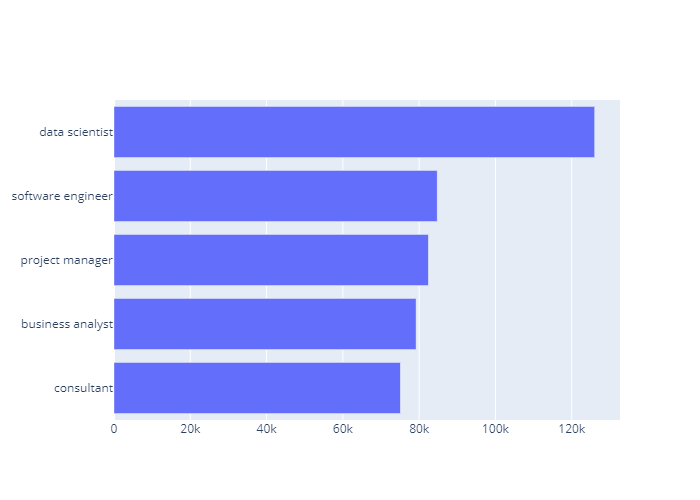 data scientist
software engineer
project manager
business analyst
consultant
0 20k 40k 60k 80k 100k 120k